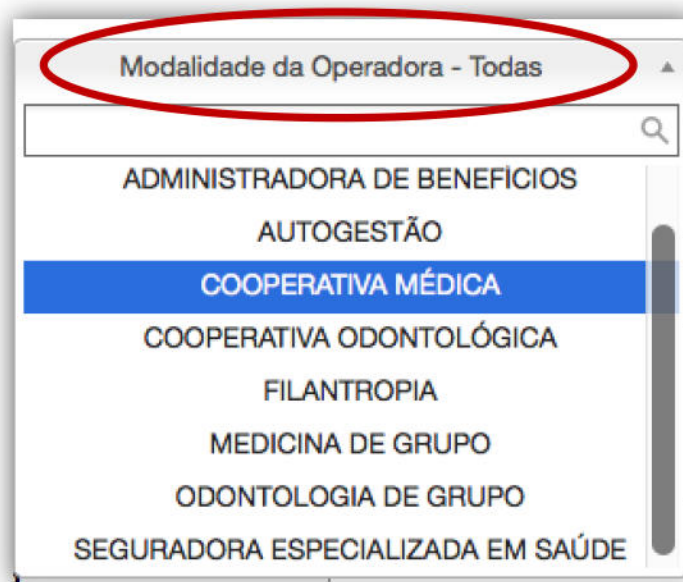 Modalidade da Operadora - Todas
ADMINISTRADORA DE BENEFÍCIOS
AUTOGESTÃO
COOPERATIVA MÉDICA
COOPERATIVA ODONTOLÓGICA
FILANTROPIA
MEDICINA DE GRUPO
ODONTOLOGIA DE GRUPO
SEGURADORA ESPECIALIZADA EM SAÚDE